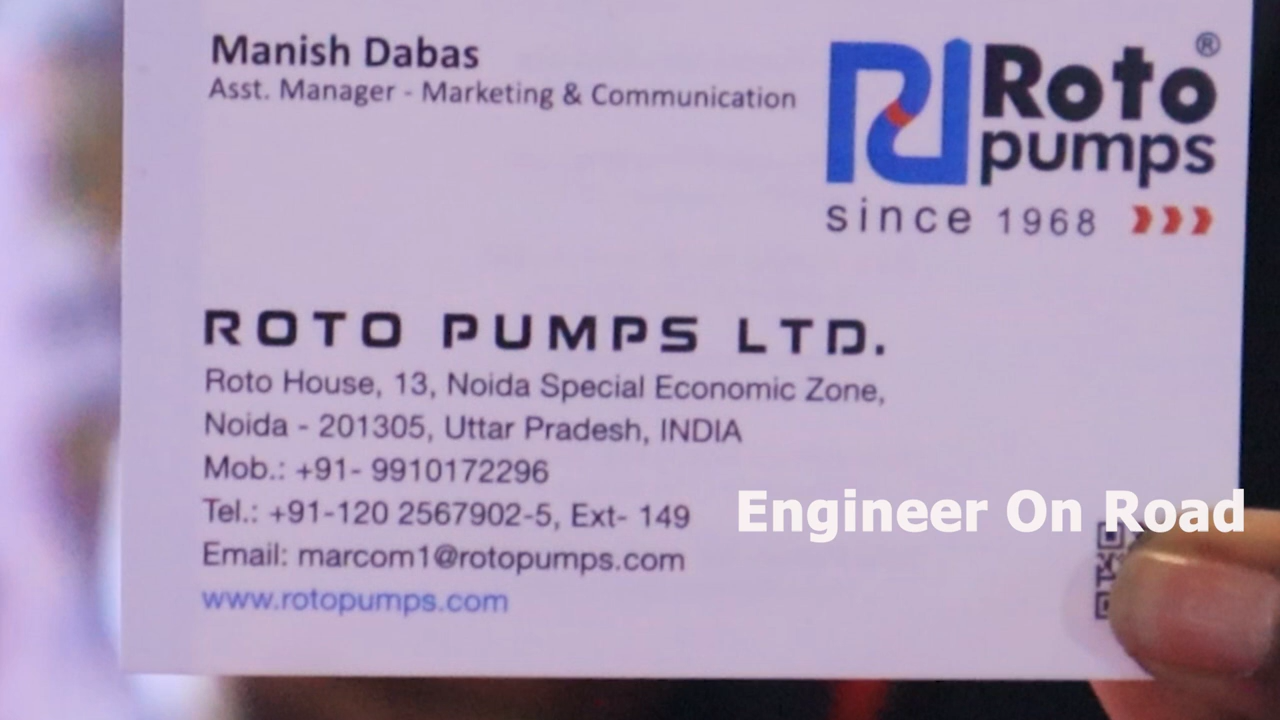 Manish Dabas
Asst. Manager - Marketing & Communication
Roto®
pumps
since 1968
ROTO PUMPS LTD.
Roto House, 13, Noida Special Economic Zone,
Noida - 201305, Uttar Pradesh, INDIA
Mob.: +91- 9910172296
Tel.: +91-120 2567902-5, Ext- 149
Email: marcom1@rotopumps.com
www.rotopumps.com
Engineer On Road